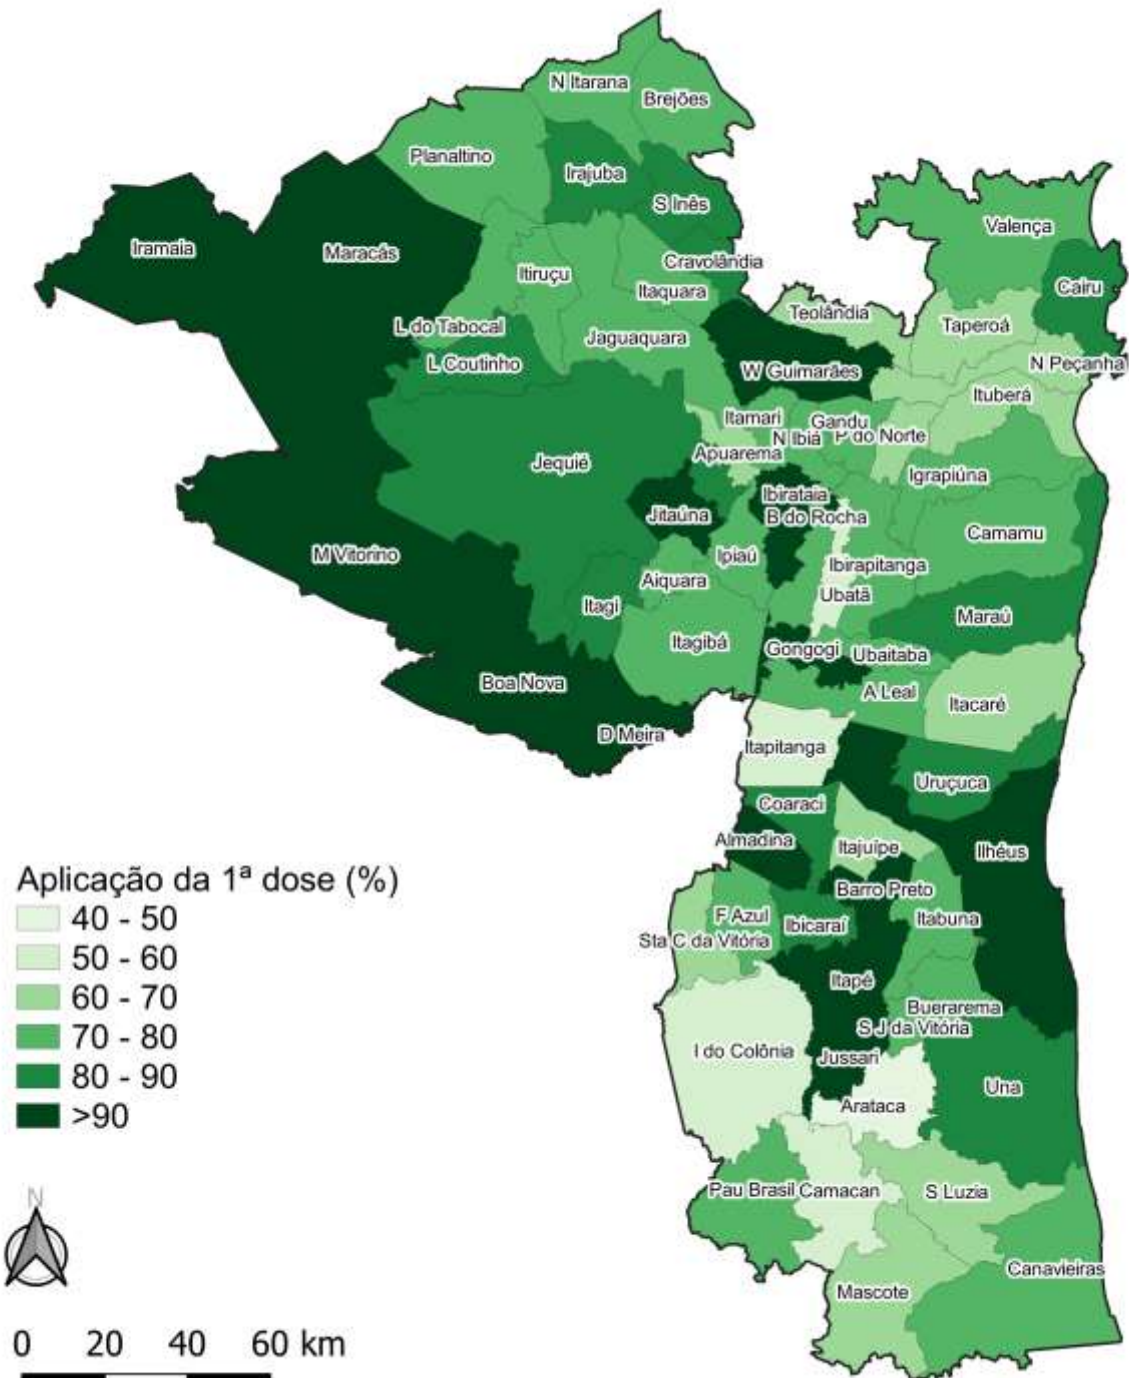 N Itarana
Brejões
Planaltino
Irajuba
S Inês
Valença
Iramaia
Maracás
Cravolândia
Itiruçu
Cairu
Itaquara
Teolândia
L do Tabocal
Taperoá
Jaguaquara
L Coutinho
N Peçanha
W Guimarães
Ituberá
Itamari
Gandu
N Ibiá
P do Norte
Apuarema
Jequié
Igrapiúna
Ibirataia
Jitaúna
B do Rocha
Camamu
M Vitorino
Ipiaú
Ibirapitanga
Aiquara
Ubatã
Itagi
Maraú
Itagibá
Gongogi
Ubaitaba
Boa Nova
A Leal
Itacaré
D Meira
Itapitanga
Uruçuca
Coaraci
Almadina
Itajuípe
Ilhéus
Barro Preto
F Azul
Ibicaraí
Itabuna
Sta C da Vitória
Itapé
Buerarema
S J da Vitória
I do Colônia
Jussari
Una
Arataca
Pau Brasil
Camacan
S Luzia
Canavieiras
Mascote
Aplicação da 1ª dose (%)
40 - 50
50 - 60
60 - 70
70 - 80
80 - 90
>90
N
0 20 40 60 km